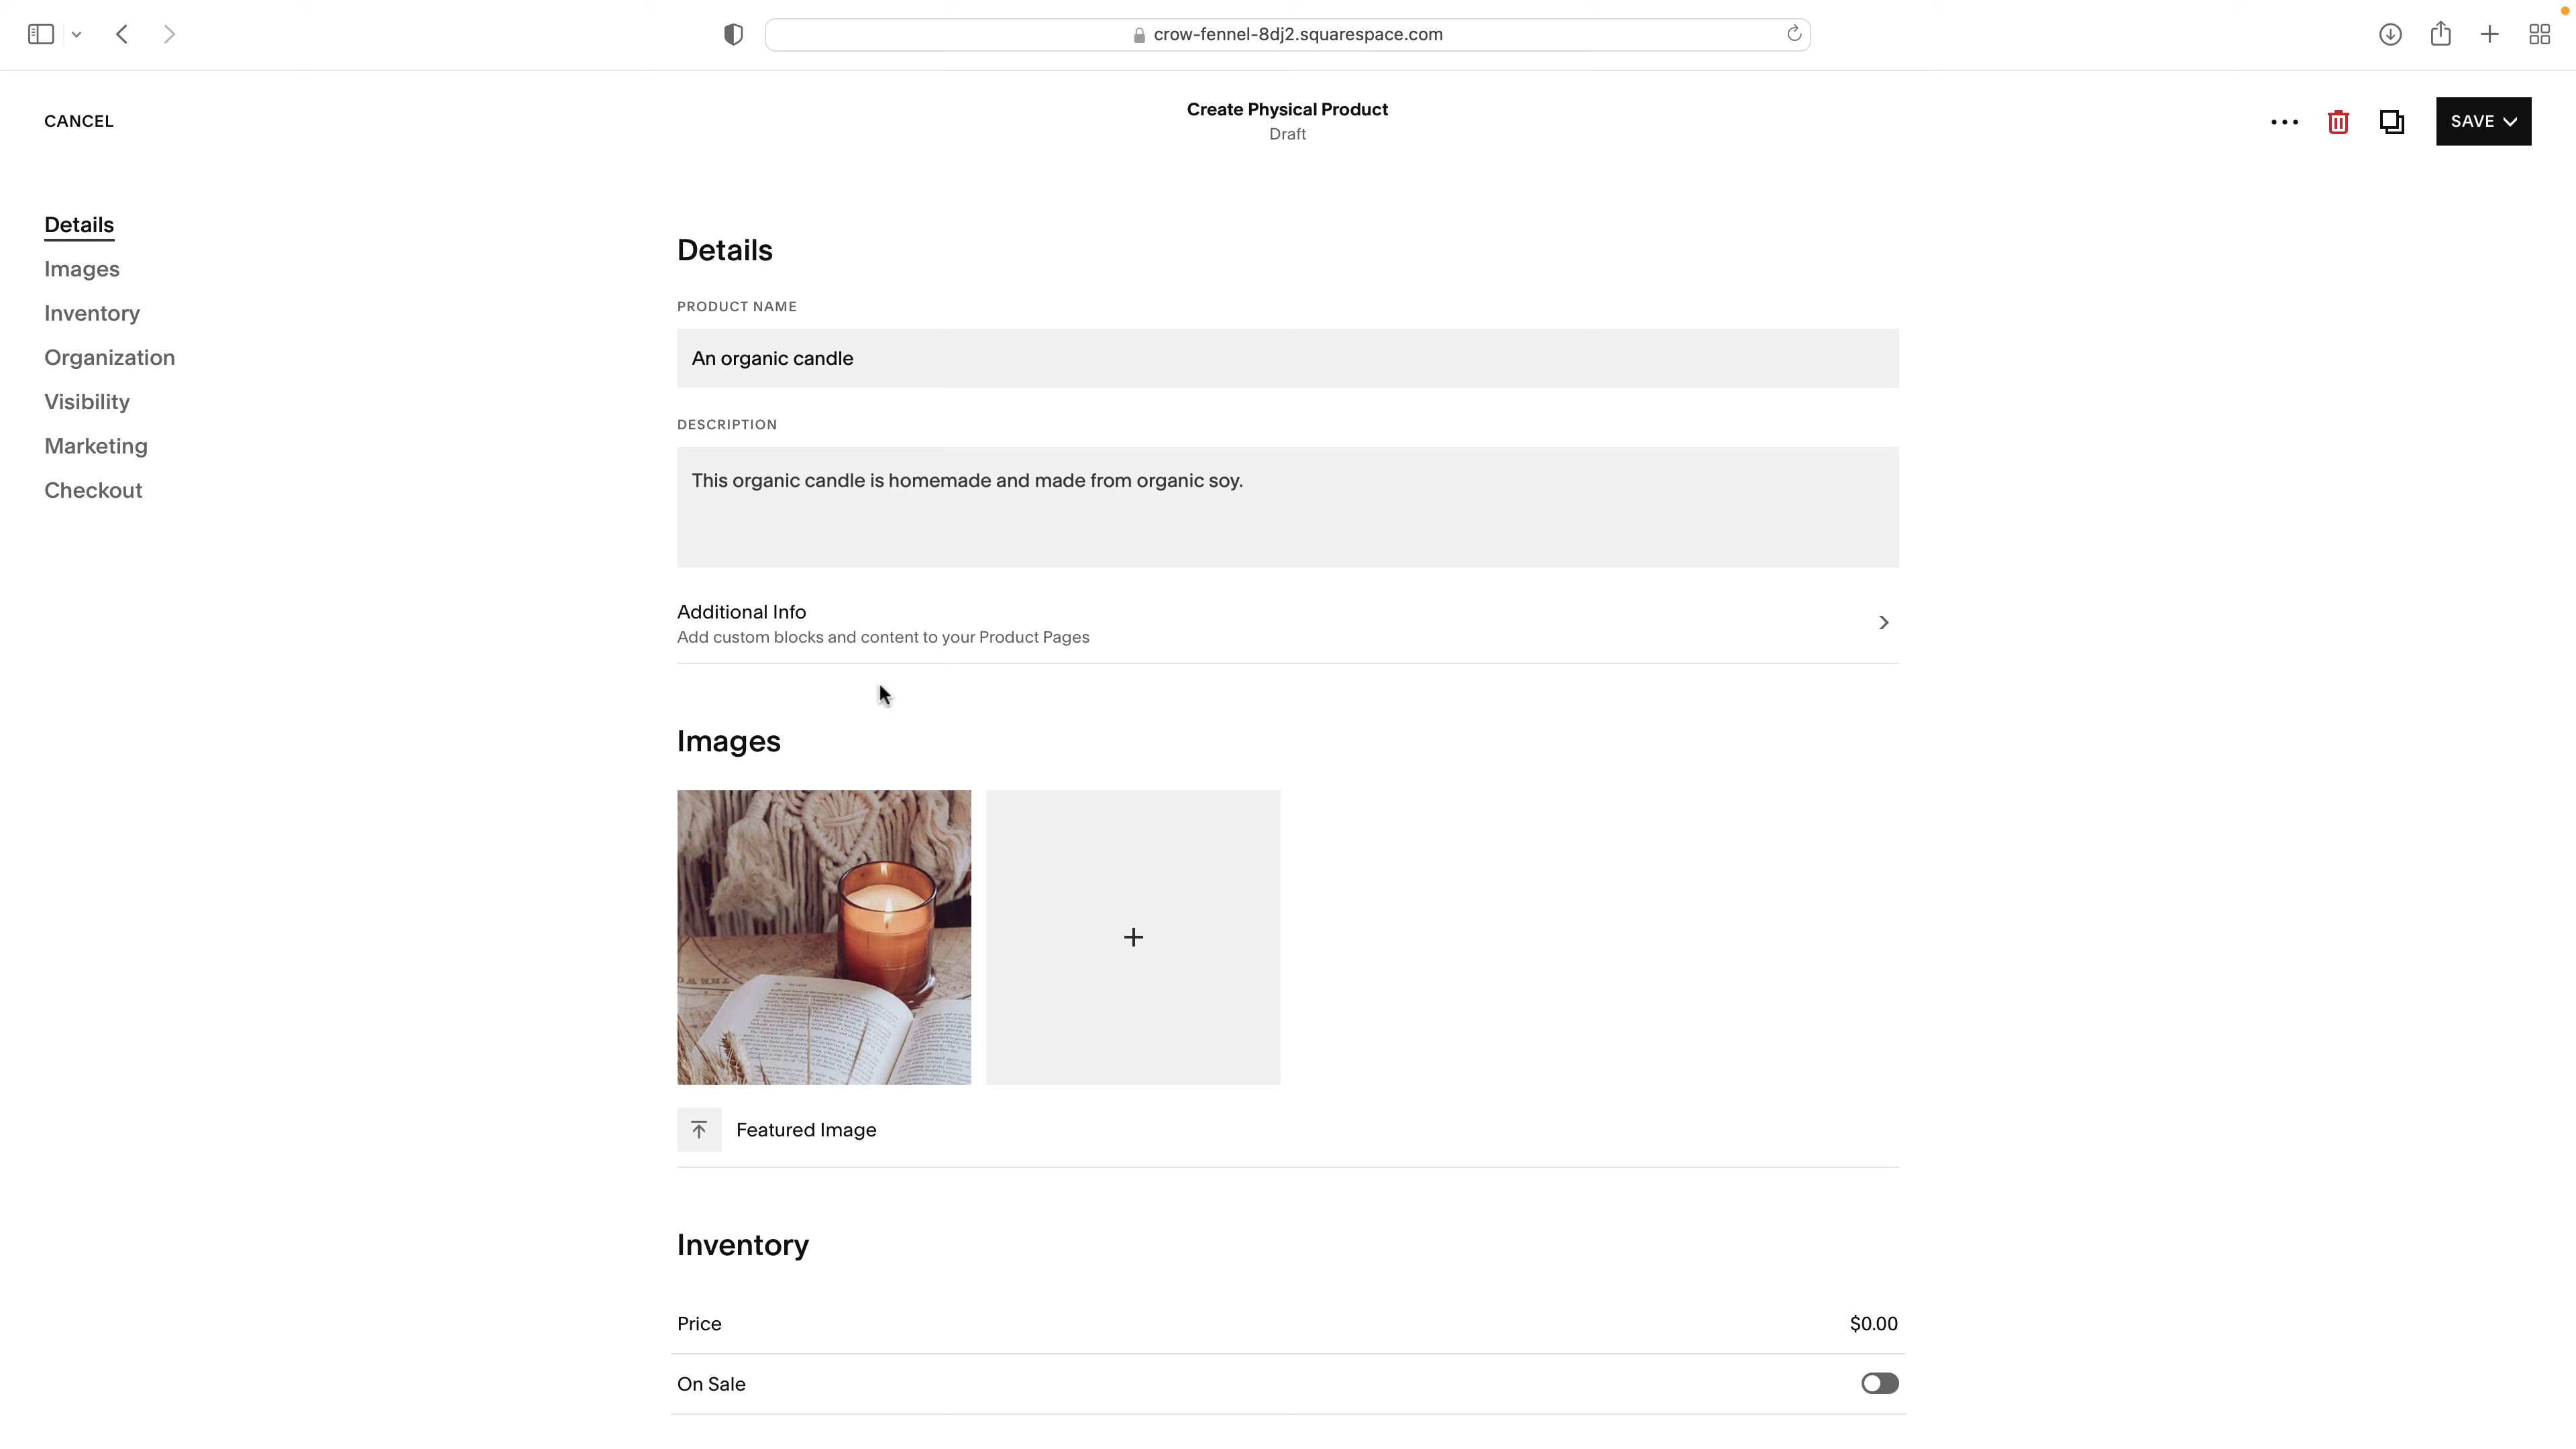 crow-fennel-8dj2.squarespace.com
CANCEL
Create Physical Product
Draft
SAVE
Details
Images
Inventory
Organization
Visibility
Marketing
Checkout
Details
PRODUCT NAME
An organic candle
DESCRIPTION
This organic candle is homemade and made from organic soy.
Additional Info
Add custom blocks and content to your Product Pages
Images
Featured Image
Inventory
Price $0.00
On Sale